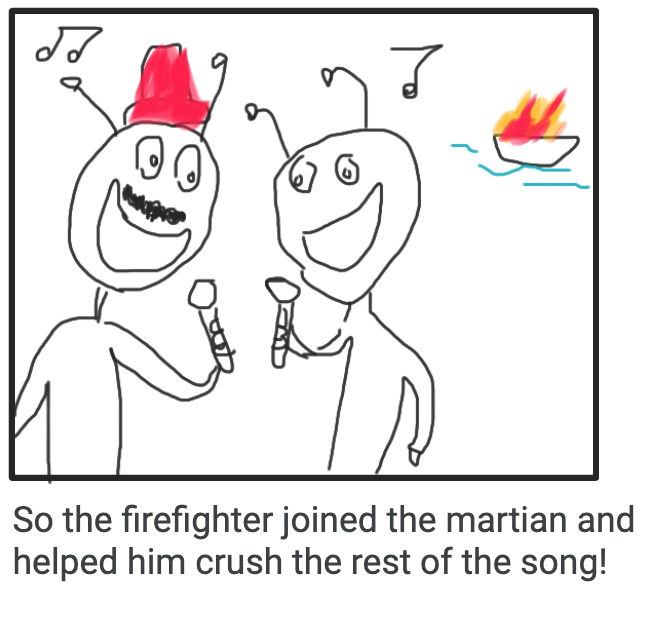 So the firefighter joined the martian and
helped him crush the rest of the song!